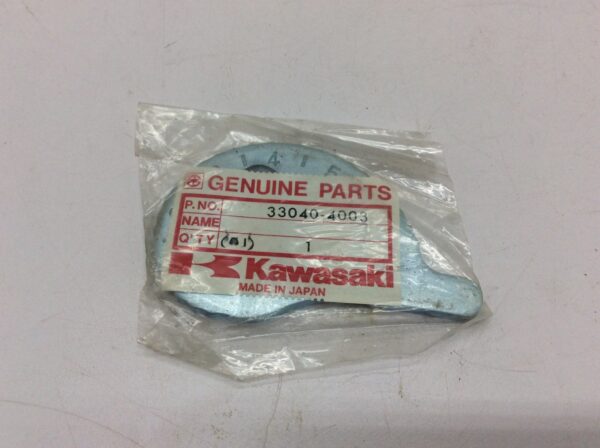 GENUINE PARTS
P.NO. 33040-4003
NAME
Q'TY 1
Kawasaki
MADE IN JAPAN